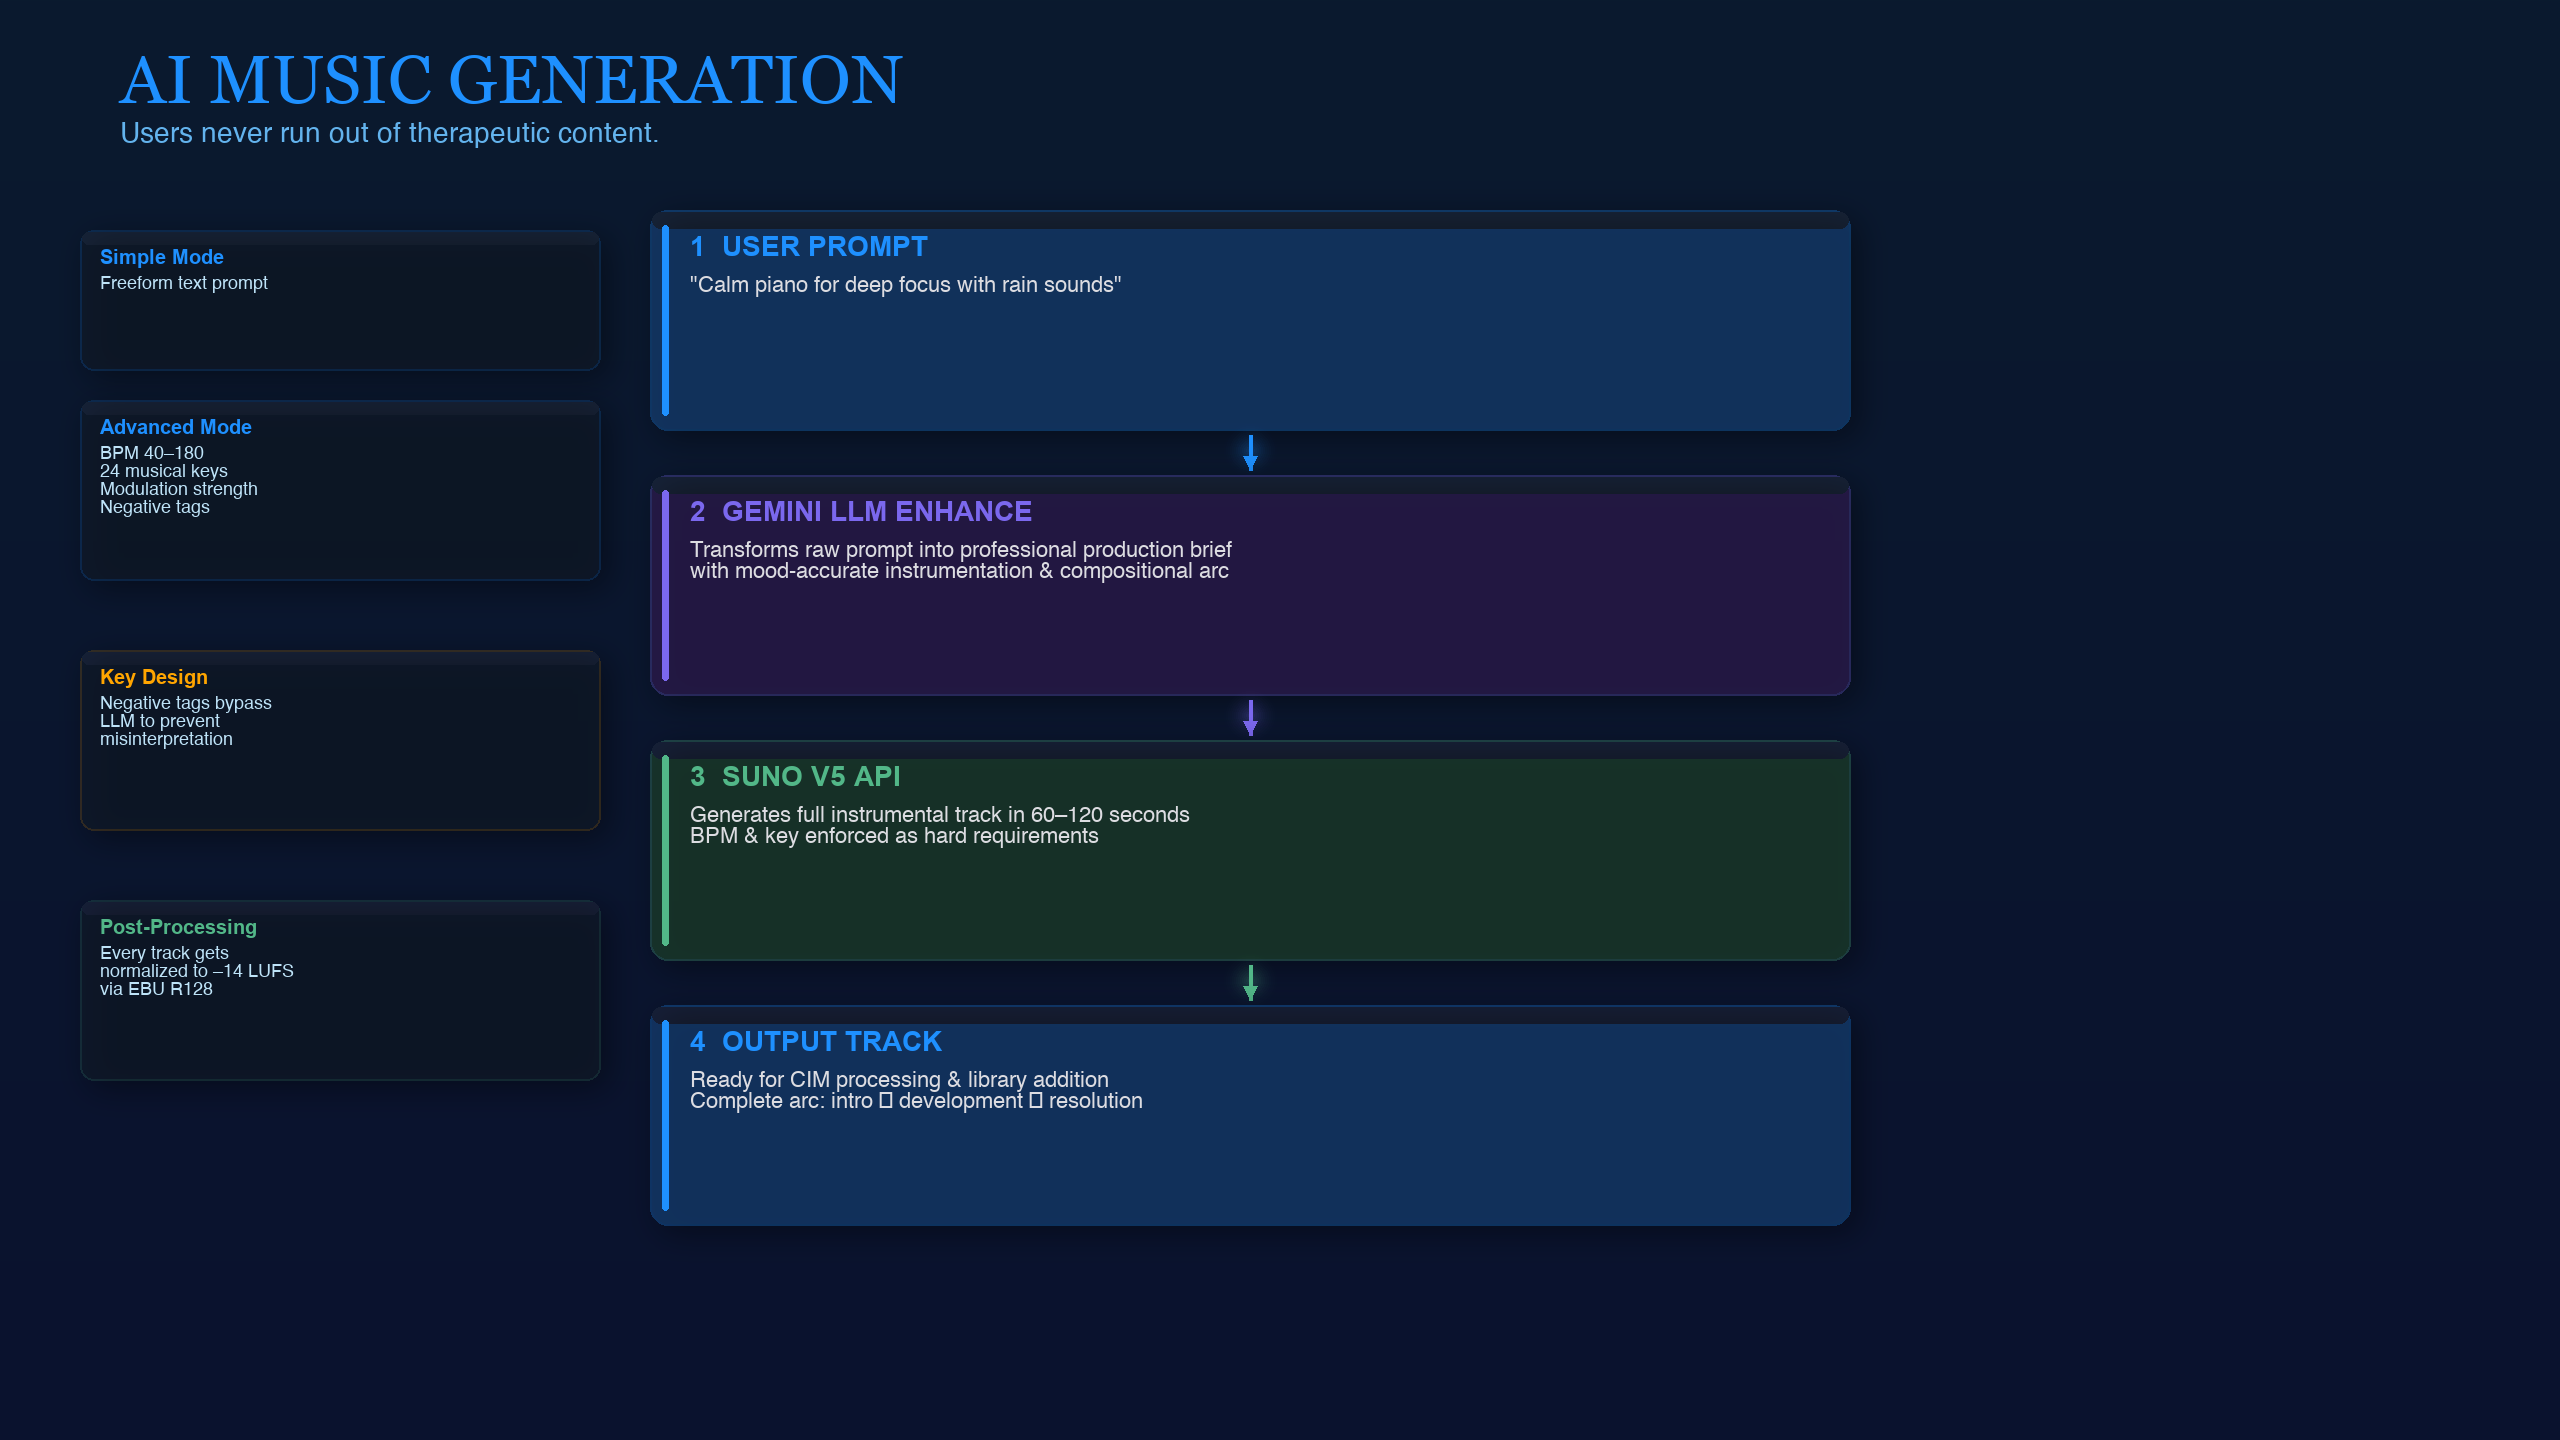 AI MUSIC GENERATION
Users never run out of therapeutic content.
Simple Mode
Freeform text prompt
Advanced Mode
BPM 40–180
24 musical keys
Modulation strength
Negative tags
Key Design
Negative tags bypass
LLM to prevent
misinterpretation
Post-Processing
Every track gets
normalized to –14 LUFS
via EBU R128
1 USER PROMPT
"Calm piano for deep focus with rain sounds"
2 GEMINI LLM ENHANCE
Transforms raw prompt into professional production brief
with mood-accurate instrumentation & compositional arc
3 SUNO V5 API
Generates full instrumental track in 60–120 seconds
BPM & key enforced as hard requirements
4 OUTPUT TRACK
Ready for CIM processing & library addition
Complete arc: intro □ development □ resolution